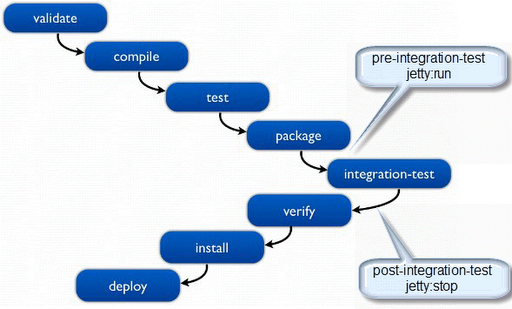 validate
compile
test
package
pre-integration-test
jetty:run
integration-test
verify
install
deploy
post-integration-test
jetty:stop